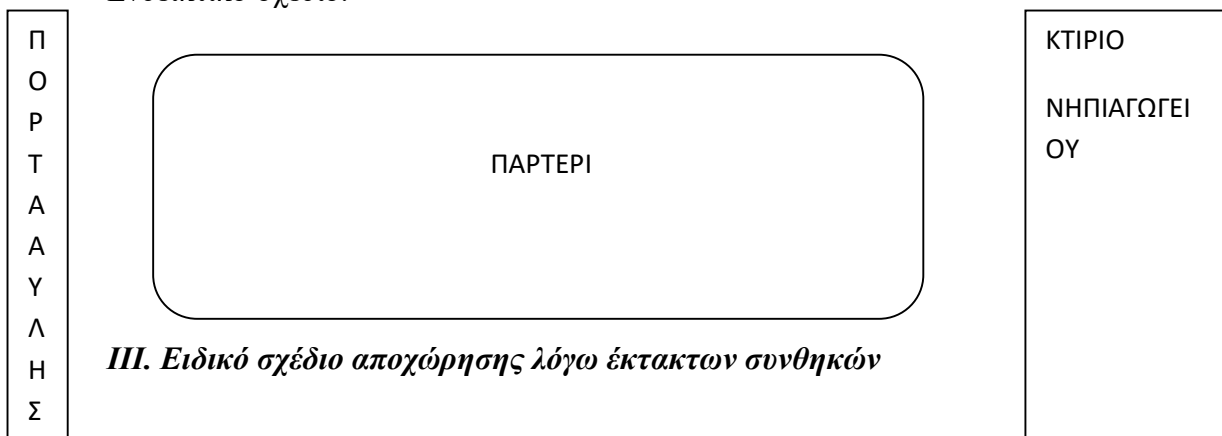 Π
Ο
Ρ
Τ
Α
Α
Υ
Λ
Η
Σ
ΠΑΡΤΕΡΙ
ΚΤΙΡΙΟ
ΝΗΠΙΑΓΩΓΕΙ
ΟΥ
III. Ειδικό σχέδιο αποχώρησης λόγω έκτακτων συνθηκών